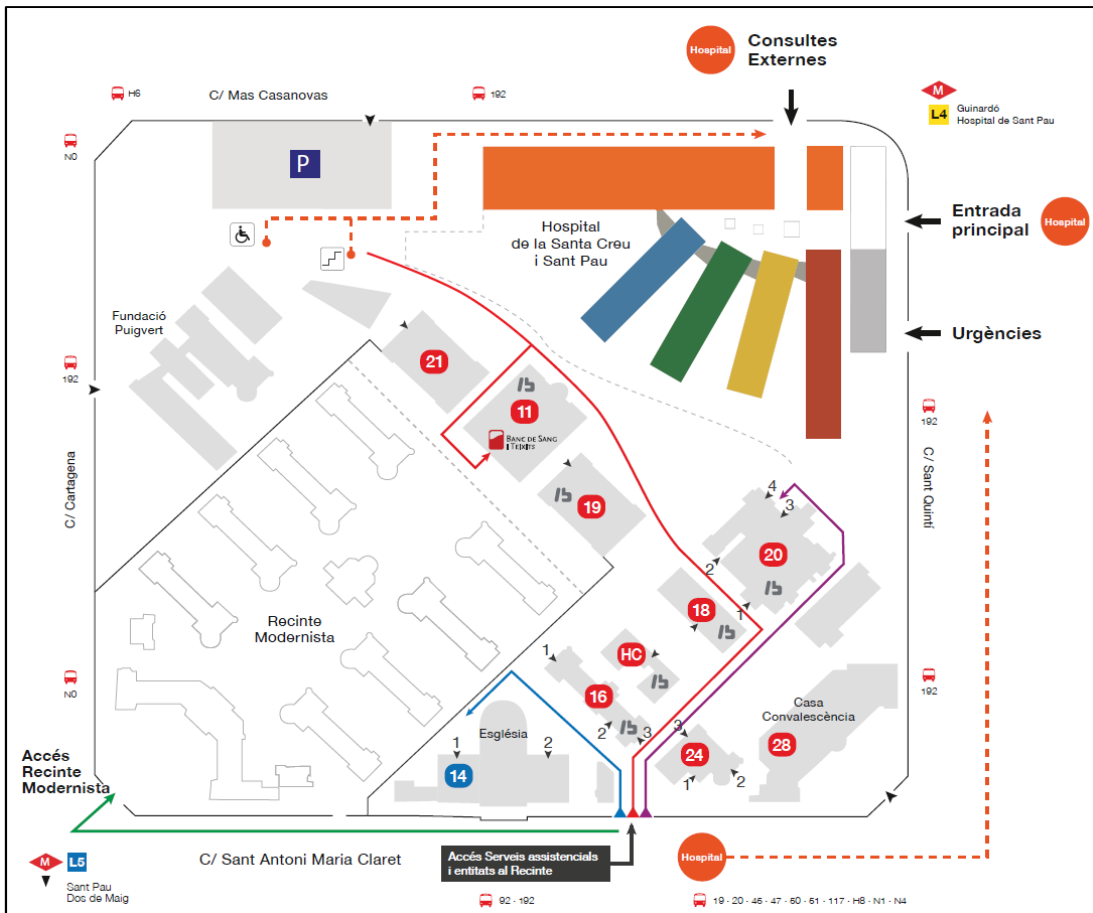 Hospital
Consultes
Externes
H6
C/ Mas Casanovas
192
M
L4
Guinardó
Hospital de Sant Pau
N0
P
Hospital
de la Santa Creu
i Sant Pau
Entrada
principal
Hospital
Fundació
Puigvert
Urgències
192
21
11
BANC DE SANG
I TEIXITS
192
C/ Cartagena
C/ Sant Quintí
19
4
3
20
2
1
18
Recinte
Modernista
HC
1
16
N0
192
Casa
Convalescència
2
3
3
28
Església
24
1
2
14
1
2
Accés
Recinte
Modernista
M
L5
Sant Pau
Dos de Maig
C/ Sant Antoni Maria Claret
Accés Serveis assistencials
i entitats al Recinte
Hospital
92 - 192
19 - 20 - 45 - 47 - 50 - 51 - 117 - H8 - N1 - N4